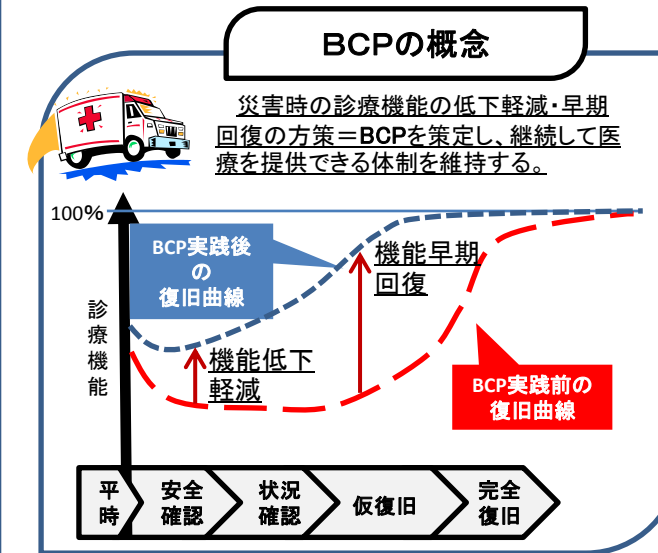 BCPの概念
災害時の診療機能の低下軽減・早期
回復の方策＝BCPを策定し、継続して医
療を提供できる体制を維持する。
100%
BCP実践後
の
復旧曲線
機能早期
回復
診療機能
機能低下
軽減
BCP実践前の
復旧曲線
平時
安全
確認
状況
確認
仮復旧
完全
復旧